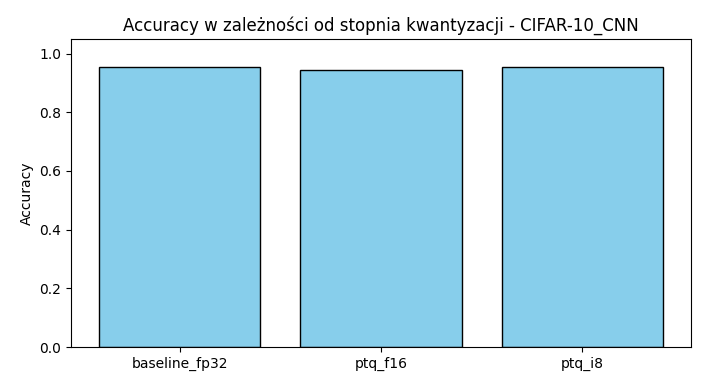 Accuracy w zależności od stopnia kwantyzacji - CIFAR-10_CNN
1.0
0.8
0.6
0.4
0.2
0.0
Accuracy
baseline_fp32
ptq_f16
ptq_i8